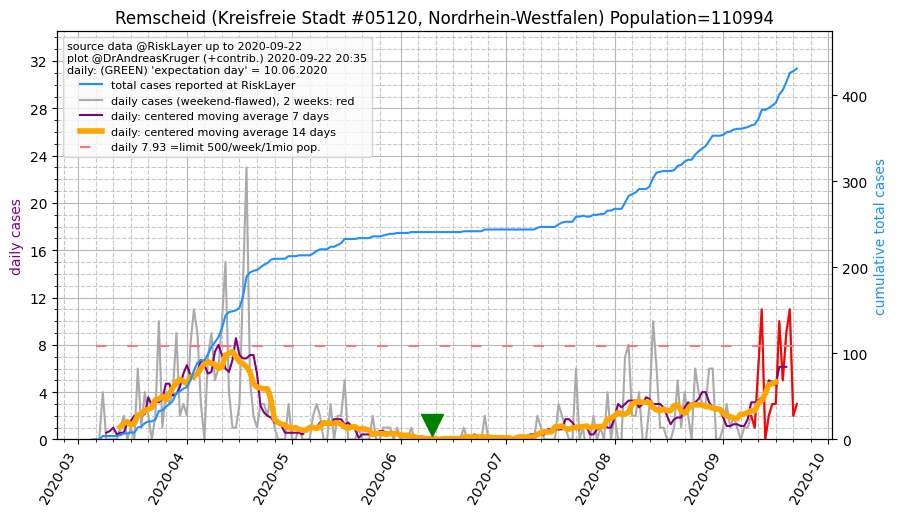 Remscheid (Kreisfreie Stadt #05120, Nordrhein-Westfalen) Population=110994
source data @RiskLayer up to 2020-09-22
plot @DrAndreasKruger (+contrib.) 2020-09-22 20:35
daily: (GREEN) 'expectation day' = 10.06.2020
total cases reported at RiskLayer
daily cases (weekend-flawed), 2 weeks: red
daily: centered moving average 7 days
daily: centered moving average 14 days
daily 7.93 =limit 500/week/1mio pop.
daily cases
32
28
24
20
16
12
8
4
0
cumulative total cases
400
300
200
100
0
2020-03
2020-04
2020-05
2020-06
2020-07
2020-08
2020-09
2020-10